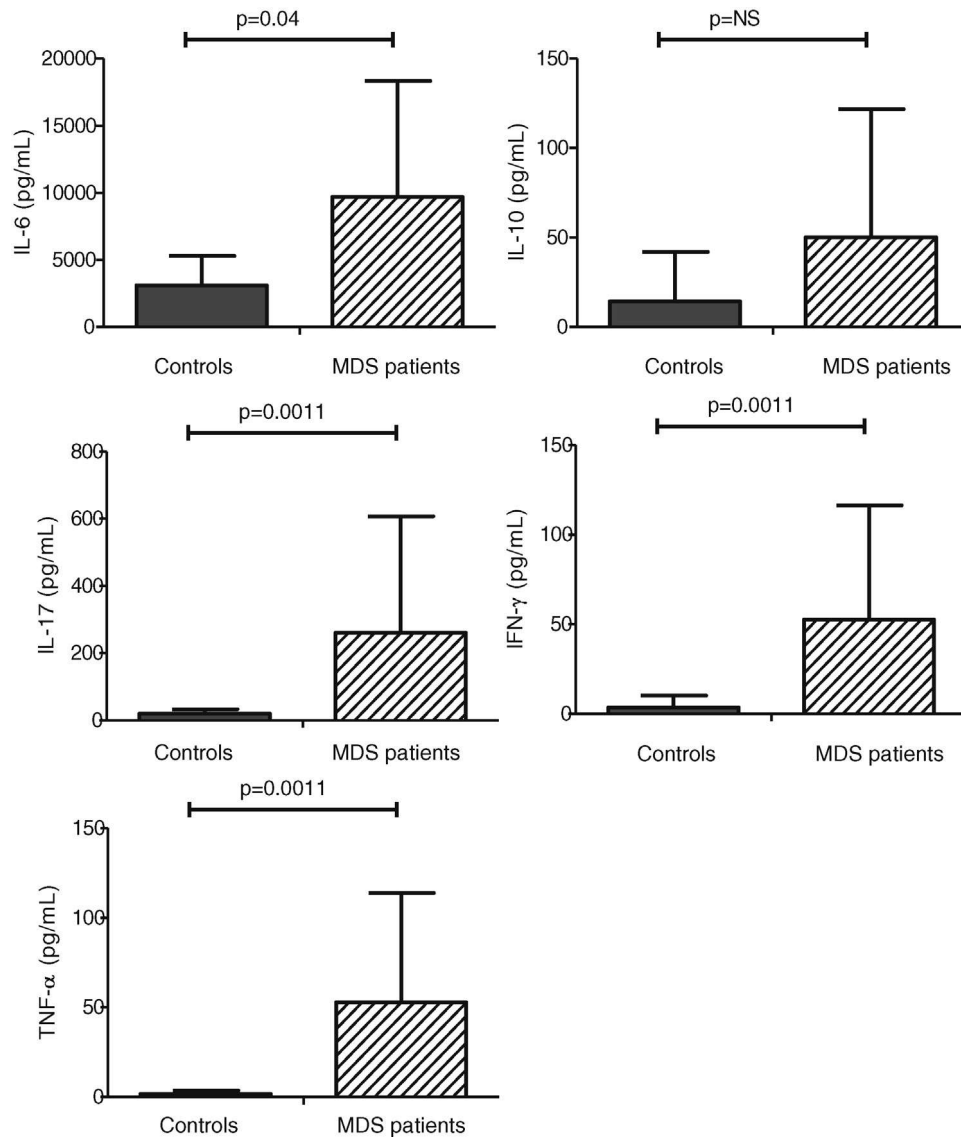 p=0.04
20000
15000
10000
5000
0
IL-6 (pg/mL)
Controls MDS patients
p=NS
150
100
50
0
IL-10 (pg/mL)
Controls MDS patients
p=0.0011
800
600
400
200
0
IL-17 (pg/mL)
Controls MDS patients
p=0.0011
150
100
50
0
IFN-γ (pg/mL)
Controls MDS patients
p=0.0011
150
100
50
0
TNF-α (pg/mL)
Controls MDS patients